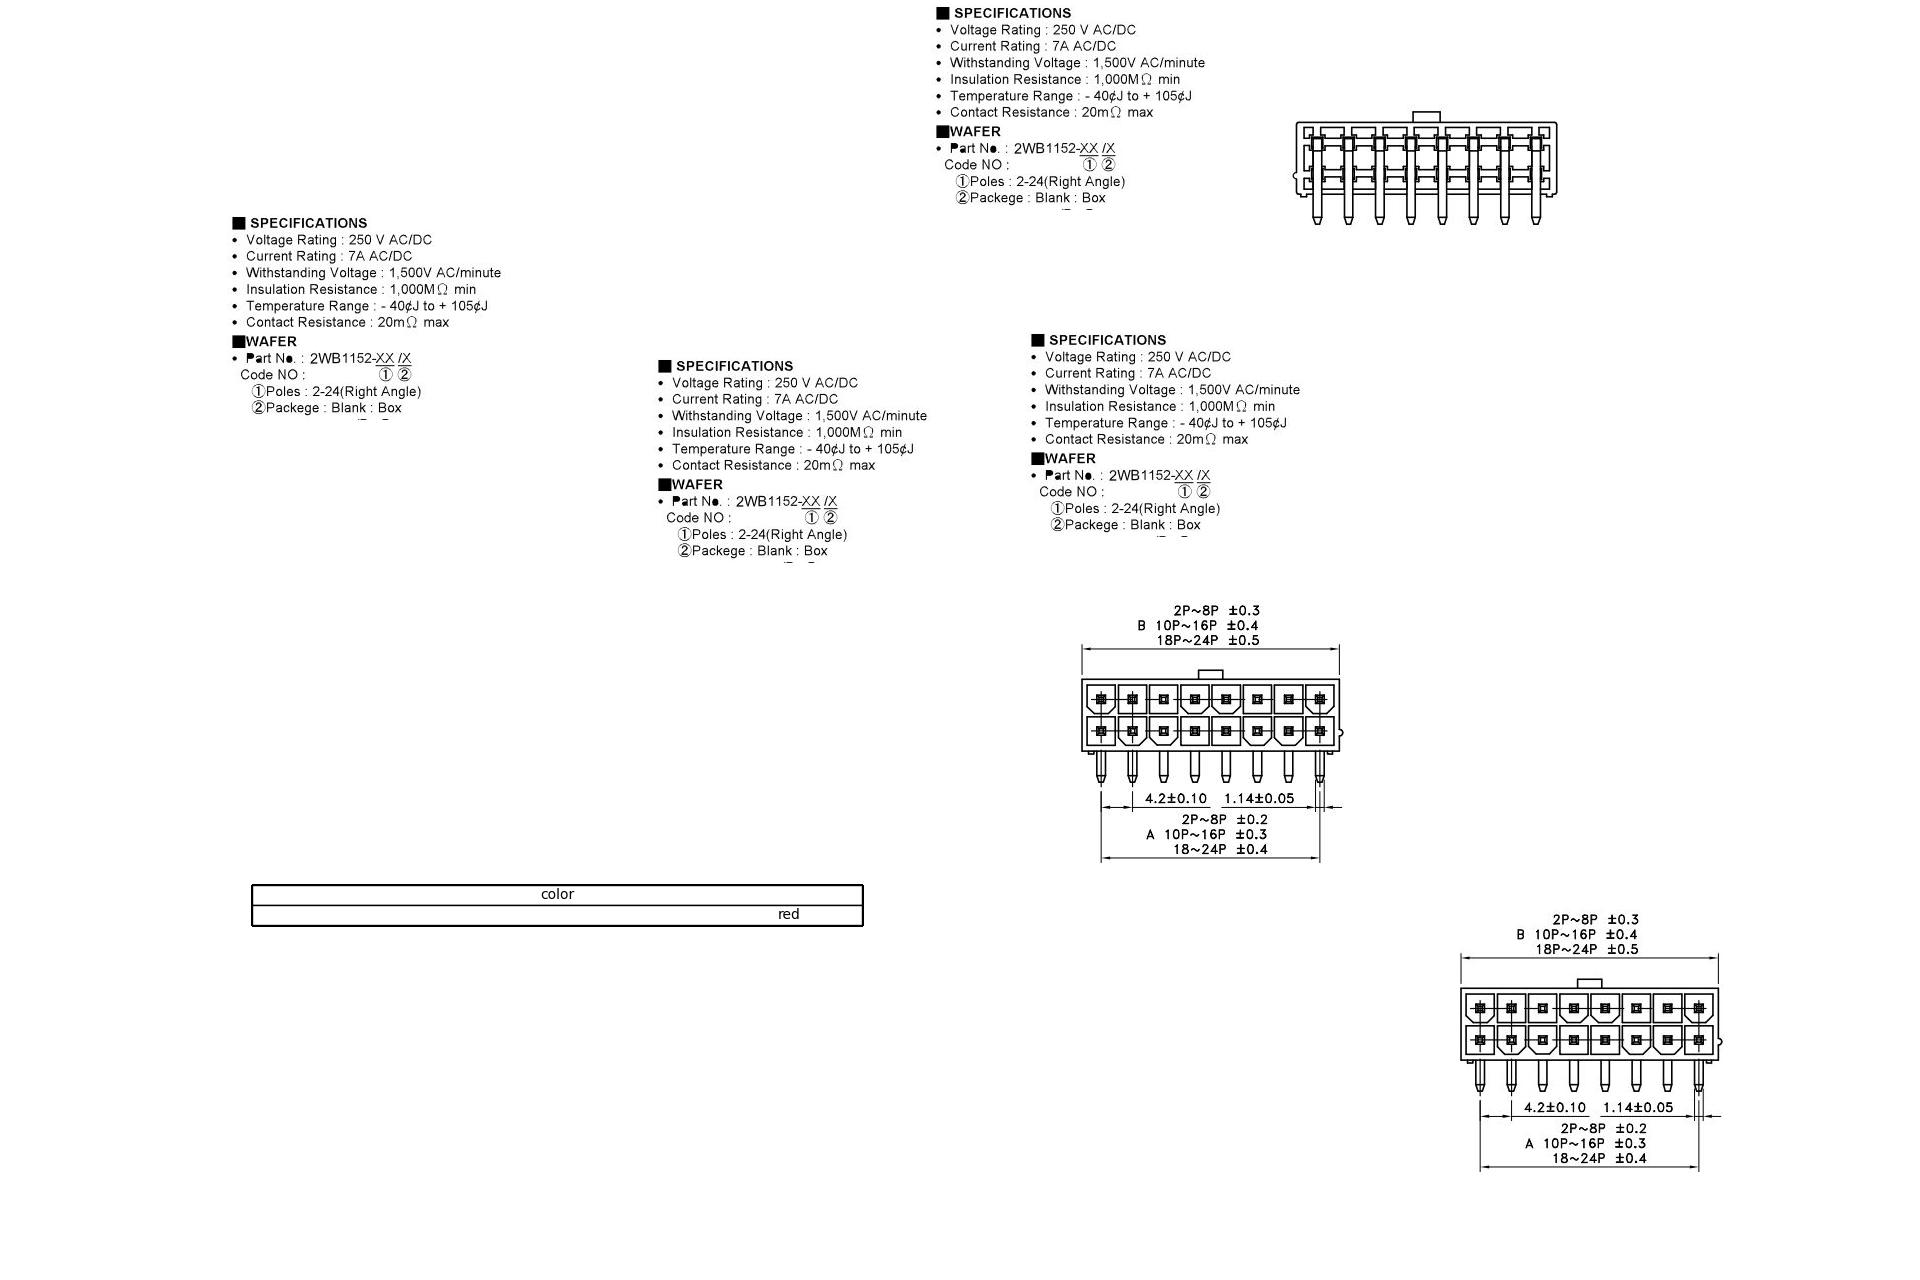 ■ SPECIFICATIONS
• Voltage Rating : 250 V AC/DC
• Current Rating : 7A AC/DC
• Withstanding Voltage : 1,500V AC/minute
• Insulation Resistance : 1,000MΩ min
• Temperature Range : - 40¢J to + 105¢J
• Contact Resistance : 20mΩ max
■WAFER
• Part No. : 2WB1152-XX /X
Code NO : ① ②
①Poles : 2-24(Right Angle)
②Packege : Blank : Box
■ SPECIFICATIONS
• Voltage Rating : 250 V AC/DC
• Current Rating : 7A AC/DC
• Withstanding Voltage : 1,500V AC/minute
• Insulation Resistance : 1,000MΩ min
• Temperature Range : - 40¢J to + 105¢J
• Contact Resistance : 20mΩ max
■WAFER
• Part No. : 2WB1152-XX /X
Code NO : ① ②
①Poles : 2-24(Right Angle)
②Packege : Blank : Box
■ SPECIFICATIONS
• Voltage Rating : 250 V AC/DC
• Current Rating : 7A AC/DC
• Withstanding Voltage : 1,500V AC/minute
• Insulation Resistance : 1,000MΩ min
• Temperature Range : - 40¢J to + 105¢J
• Contact Resistance : 20mΩ max
■WAFER
• Part No. : 2WB1152-XX /X
Code NO : ① ②
①Poles : 2-24(Right Angle)
②Packege : Blank : Box
■ SPECIFICATIONS
• Voltage Rating : 250 V AC/DC
• Current Rating : 7A AC/DC
• Withstanding Voltage : 1,500V AC/minute
• Insulation Resistance : 1,000MΩ min
• Temperature Range : - 40¢J to + 105¢J
• Contact Resistance : 20mΩ max
■WAFER
• Part No. : 2WB1152-XX /X
Code NO : ① ②
①Poles : 2-24(Right Angle)
②Packege : Blank : Box
2P~8P ±0.3
B 10P~16P ±0.4
18P~24P ±0.5
4.2±0.10 1.14±0.05
2P~8P ±0.2
A 10P~16P ±0.3
18~24P ±0.4
color
red
2P~8P ±0.3
B 10P~16P ±0.4
18P~24P ±0.5
4.2±0.10 1.14±0.05
2P~8P ±0.2
A 10P~16P ±0.3
18~24P ±0.4